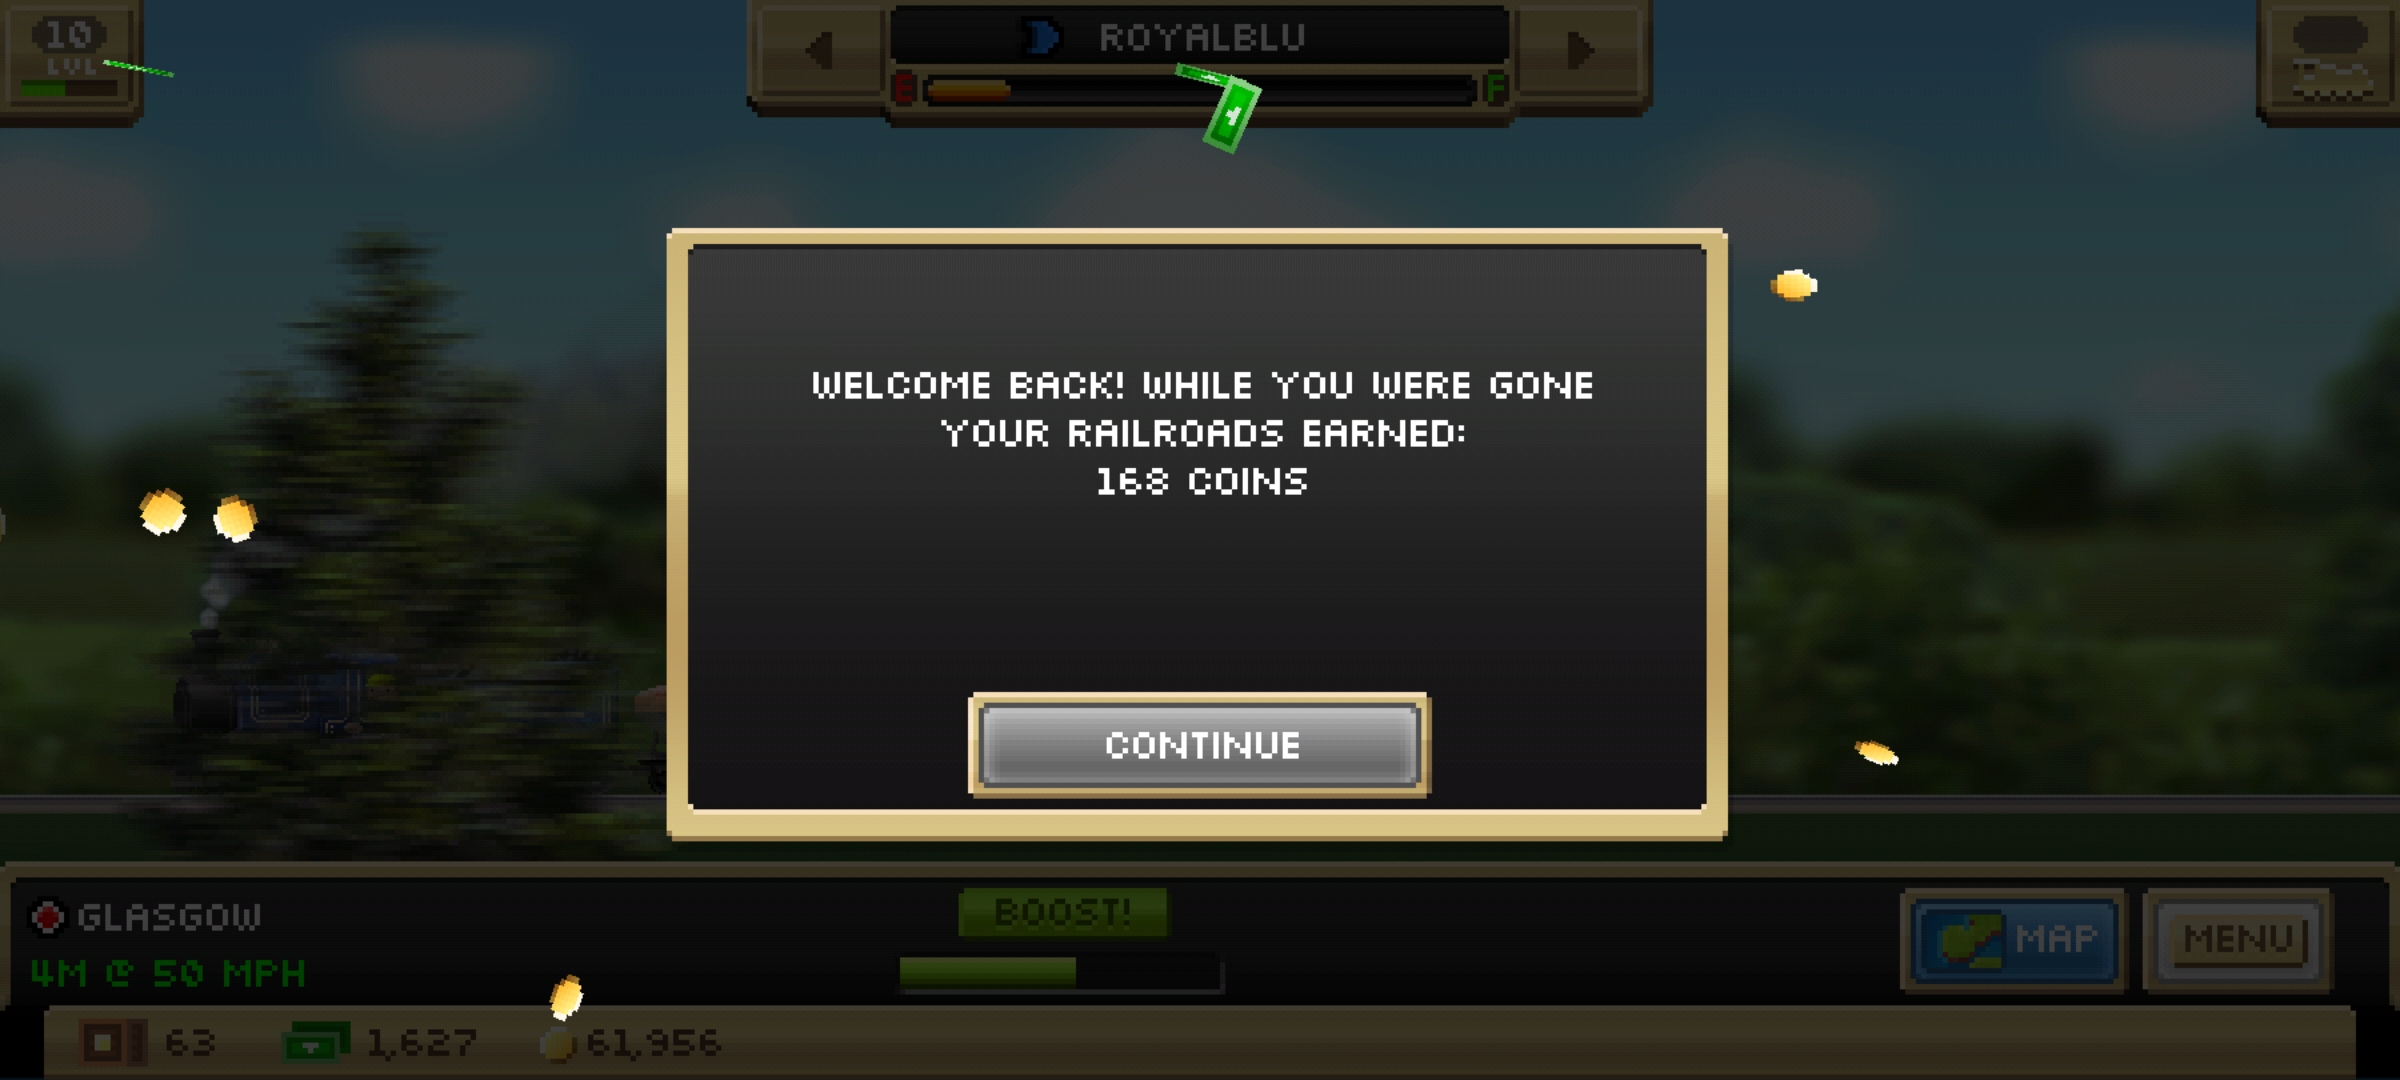 10
LVL
ROYALBLU
E
F
WELCOME BACK! WHILE YOU WERE GONE
YOUR RAILROADS EARNED:
168 COINS
CONTINUE
GLASGOW
4M @ 50 MPH
BOOST!
MAP
MENU
63
1,627
61,956